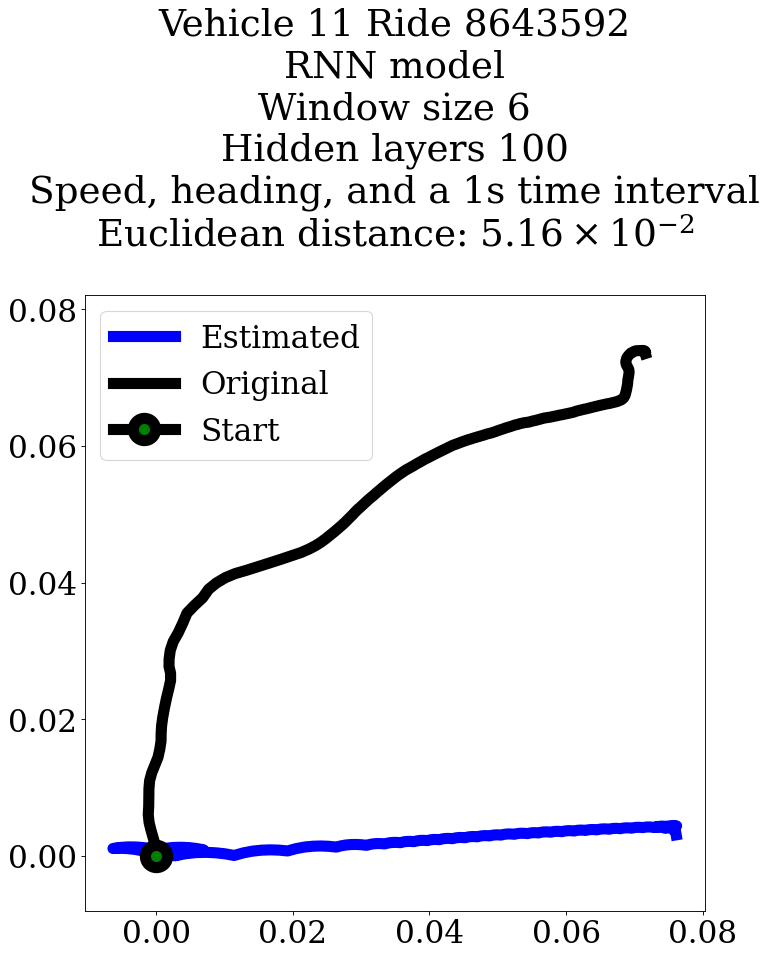 Vehicle 11 Ride 8643592
RNN model
Window size 6
Hidden layers 100
Speed, heading, and a 1s time interval
Euclidean distance: 5.16 × 10⁻²
Estimated
Original
Start
0.08
0.06
0.04
0.02
0.00
0.00 0.02 0.04 0.06 0.08